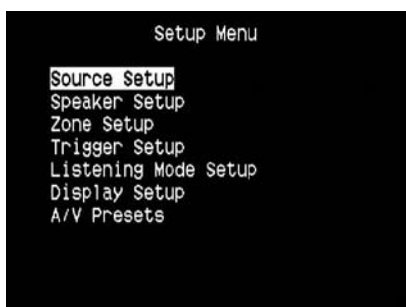 Setup Menu
Source Setup
Speaker Setup
Zone Setup
Trigger Setup
Listening Mode Setup
Display Setup
A/V Presets